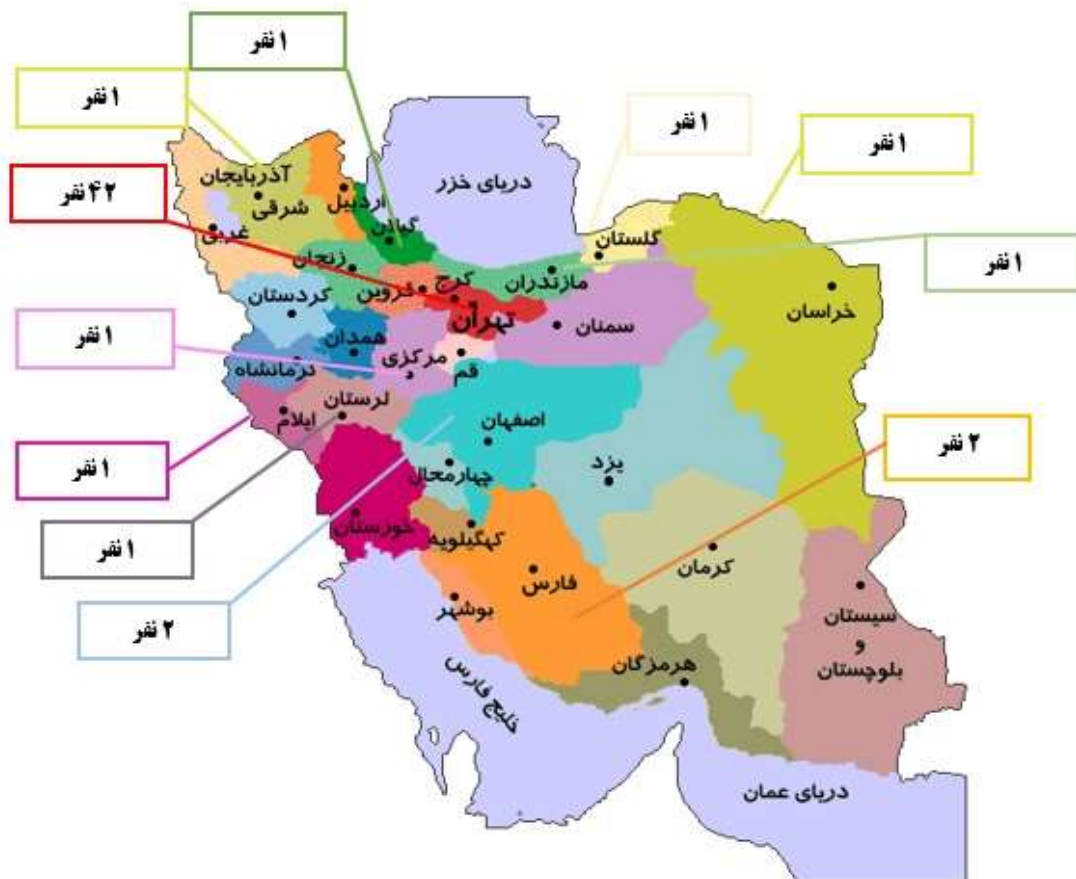 ۱ نفر
۱ نفر
۴۲ نفر
۱ نفر
۱ نفر
۱ نفر
۲ نفر
۱ نفر
۱ نفر
۱ نفر
۲ نفر
دریای خزر
آذربایجان
شرقی
غربی
اردبیل
گیلان
زنجان
قزوین
کرج
تهران
مازندران
گلستان
خراسان
سمنان
کردستان
همدان
مرکزی
قم
کرمانشاه
لرستان
ایلام
اصفهان
چهارمحال
یزد
خوزستان
کهگیلویه
فارس
کرمان
بوشهر
سیستان
و
بلوچستان
هرمزگان
خلیج فارس
دریای عمان